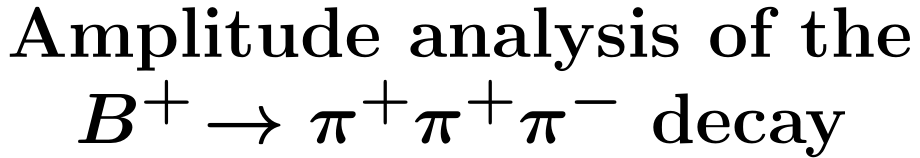 Amplitude analysis of the
B⁺ → π⁺π⁺π⁻ decay